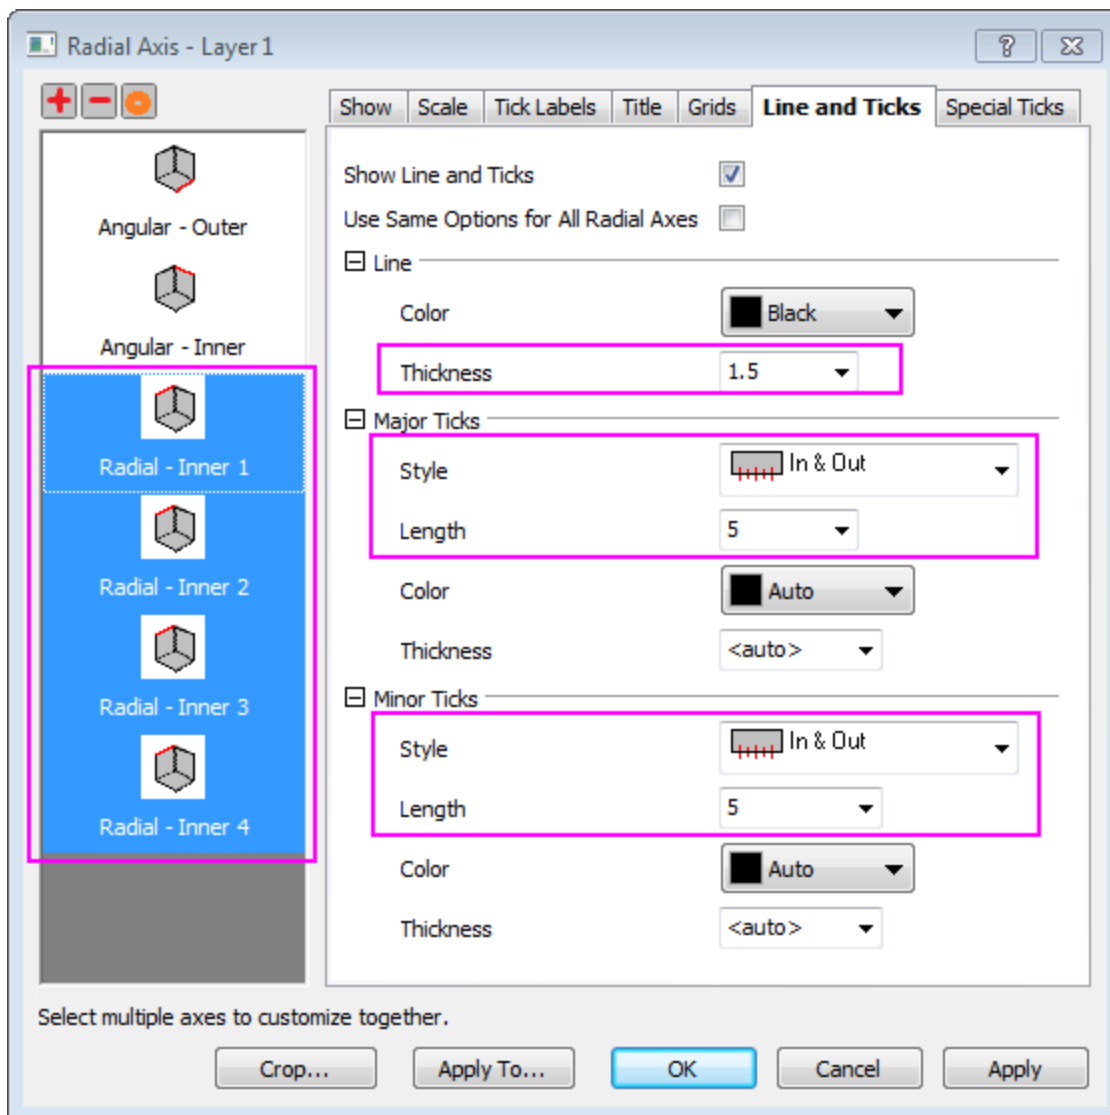 Radial Axis - Layer 1
Show Scale Tick Labels Title Grids Line and Ticks Special Ticks
Angular - Outer
Angular - Inner
Radial - Inner 1
Radial - Inner 2
Radial - Inner 3
Radial - Inner 4
Show Line and Ticks
Use Same Options for All Radial Axes
Line
Color Black
Thickness 1.5
Major Ticks
Style In & Out
Length 5
Color Auto
Thickness <auto>
Minor Ticks
Style In & Out
Length 5
Color Auto
Thickness <auto>
Select multiple axes to customize together.
Crop... Apply To... OK Cancel Apply